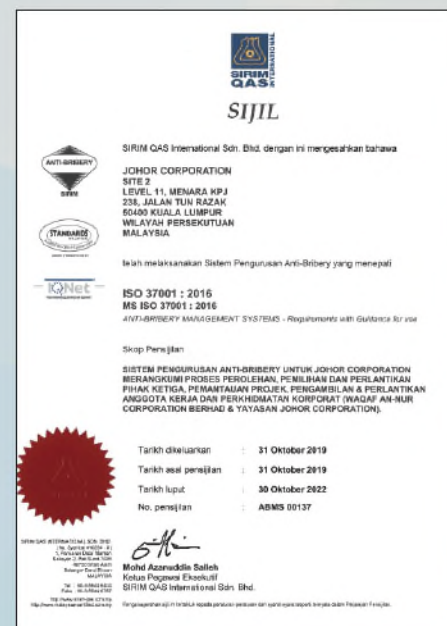 SIRIM
QAS
INTERNATIONAL
SIJIL
SIRIM QAS International Sdn. Bhd. dengan ini mengesahkan bahawa
ANTI-BRIBERY
SIRIM
JOHOR CORPORATION
SITE 2
LEVEL 11, MENARA KPJ
238, JALAN TUN RAZAK
50400 KUALA LUMPUR
WILAYAH PERSEKUTUAN
MALAYSIA
STANDARDS
telah melaksanakan Sistem Pengurusan Anti-Bribery yang menepati
IQNet
ISO 37001 : 2016
MS ISO 37001 : 2016
ANTI-BRIBERY MANAGEMENT SYSTEMS - Requirements with Guidance for use
Skop Pensijilan
SISTEM PENGURUSAN ANTI-BRIBERY UNTUK JOHOR CORPORATION
MERANGKUMI PROSES PEROLEHAN, PEMILIHAN DAN PERLANTIKAN
PIHAK KETIGA, PEMANTAUAN PROJEK, PENGAMBILAN & PERLANTIKAN
ANGGOTA KERJA DAN PERKHIDMATAN KORPORAT (WAQAF AN-NUR
CORPORATION BERHAD & YAYASAN JOHOR CORPORATION).
Tarikh dikeluarkan : 31 Oktober 2019
Tarikh asal pensijilan : 31 Oktober 2019
Tarikh luput : 30 Oktober 2022
No. pensijilan : ABMS 00137
Mohd Azanuddin Salleh
Ketua Pegawai Eksekutif
SIRIM QAS International Sdn. Bhd.